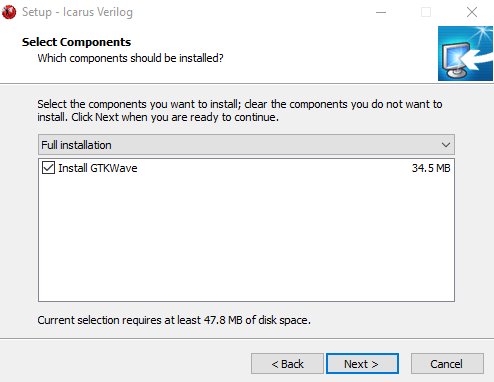 Setup - Icarus Verilog
Select Components
Which components should be installed?
Select the components you want to install; clear the components you do not want to
install. Click Next when you are ready to continue.
Full installation
Install GTKWave 34.5 MB
Current selection requires at least 47.8 MB of disk space.
< Back Next > Cancel